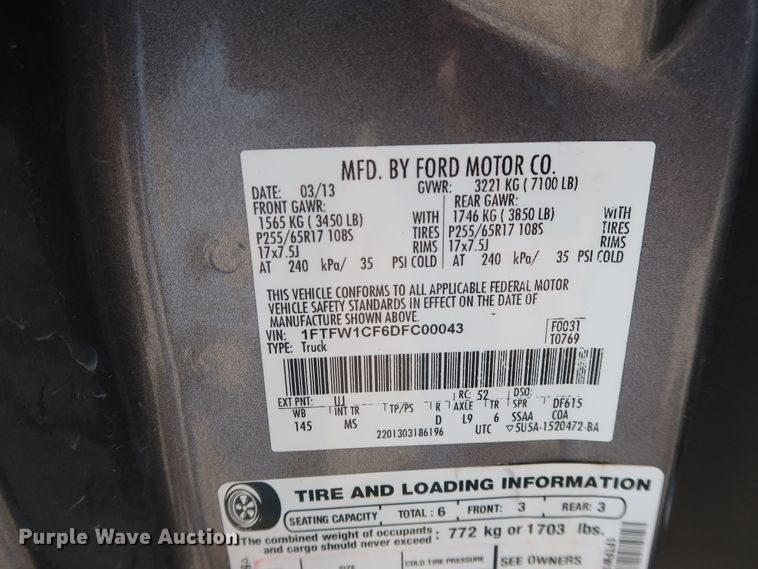 MFD. BY FORD MOTOR CO.
DATE: 03/13 GVWR: 3221 KG ( 7100 LB)
FRONT GAWR: REAR GAWR:
1565 KG ( 3450 LB) WITH 1746 KG ( 3850 LB) WITH
P255/65R17 108S TIRES P255/65R17 108S TIRES
17x7.5J RIMS 17x7.5J RIMS
AT 240 kPa/ 35 PSI COLD AT 240 kPa/ 35 PSI COLD
THIS VEHICLE CONFORMS TO ALL APPLICABLE FEDERAL MOTOR
VEHICLE SAFETY STANDARDS IN EFFECT ON THE DATE OF
MANUFACTURE SHOWN ABOVE.
VIN: 1FTFW1CF6DFC00043 F0031
TYPE: Truck T0769
EXT PNT: UJ RC: 52 DSO:
WB INT TR TP/PS R AXLE TR SPR DF615
145 MS D L9 6 SSAA COA
2201303186196 UTC ▽5U5A-1520472-BA
TIRE AND LOADING INFORMATION
SEATING CAPACITY TOTAL: 6 FRONT: 3 REAR: 3
The combined weight of occupants and cargo should never exceed : 772 kg or 1703 lbs.
COLD TIRE PRESSURE SEE OWNERS
Purple Wave Auction